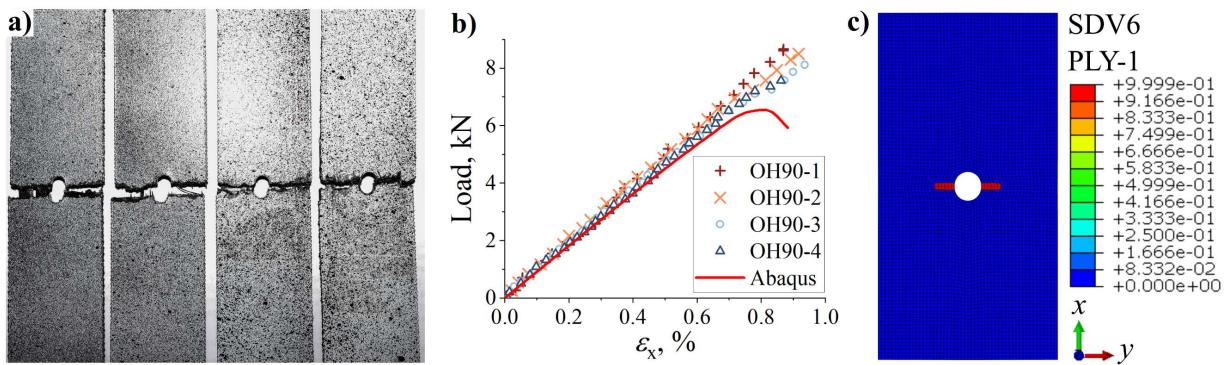 a)
b)
Load, kN
8
6
4
2
0
0.0 0.2 0.4 0.6 0.8 1.0
εx, %
OH90-1
OH90-2
OH90-3
OH90-4
Abaqus
c)
SDV6
PLY-1
+9.999e-01
+9.166e-01
+8.333e-01
+7.499e-01
+6.666e-01
+5.833e-01
+4.999e-01
+4.166e-01
+3.333e-01
+2.500e-01
+1.666e-01
+8.332e-02
+0.000e+00
x
y